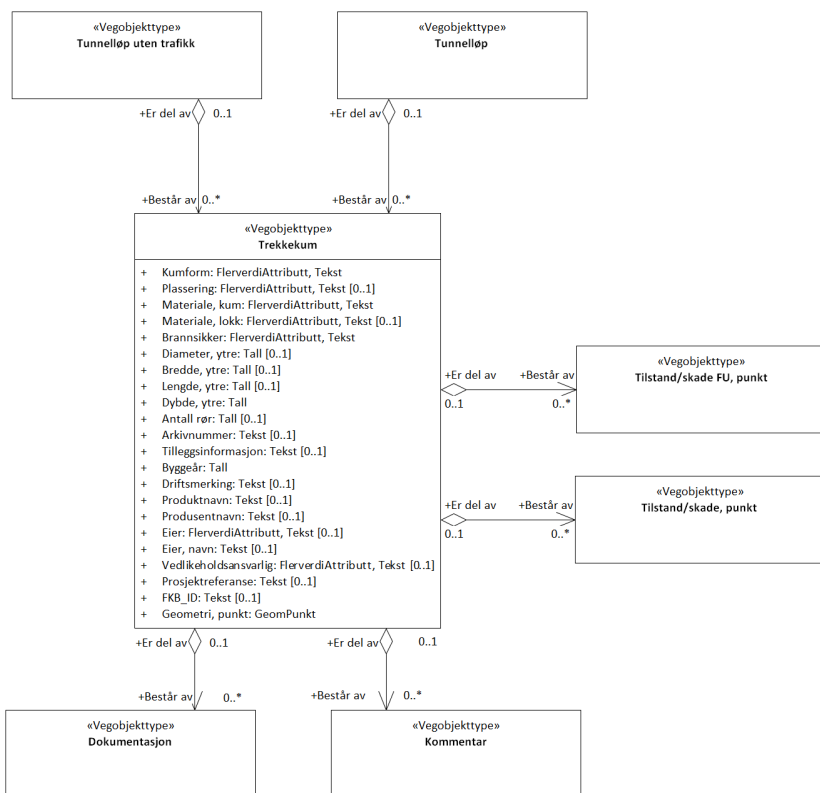 «Vegobjekttype»
Tunnelløp uten trafikk
«Vegobjekttype»
Tunnelløp
+Er del av 0..1
+Er del av 0..1
+Består av 0..*
+Består av 0..*
«Vegobjekttype»
Trekkekum
+ Kumform: FlerverdiAttributt, Tekst
+ Plassering: FlerverdiAttributt, Tekst [0..1]
+ Materiale, kum: FlerverdiAttributt, Tekst
+ Materiale, lokk: FlerverdiAttributt, Tekst [0..1]
+ Brannsikker: FlerverdiAttributt, Tekst
+ Diameter, ytre: Tall [0..1]
+ Bredde, ytre: Tall [0..1]
+ Lengde, ytre: Tall [0..1]
+ Dybde, ytre: Tall
+ Antall rør: Tall [0..1]
+ Arkivnummer: Tekst [0..1]
+ Tilleggsinformasjon: Tekst [0..1]
+ Byggeår: Tall
+ Driftsmerking: Tekst [0..1]
+ Produktnavn: Tekst [0..1]
+ Produsentnavn: Tekst [0..1]
+ Eier: FlerverdiAttributt, Tekst [0..1]
+ Eier, navn: Tekst [0..1]
+ Vedlikeholdsansvarlig: FlerverdiAttributt, Tekst [0..1]
+ Prosjektreferanse: Tekst [0..1]
+ FKB_ID: Tekst [0..1]
+ Geometri, punkt: GeomPunkt
+Er del av +Består av
0..1 0..*
«Vegobjekttype»
Tilstand/skade FU, punkt
+Er del av +Består av
0..1 0..*
«Vegobjekttype»
Tilstand/skade, punkt
+Er del av 0..1
+Er del av 0..1
+Består av 0..*
+Består av 0..*
«Vegobjekttype»
Dokumentasjon
«Vegobjekttype»
Kommentar